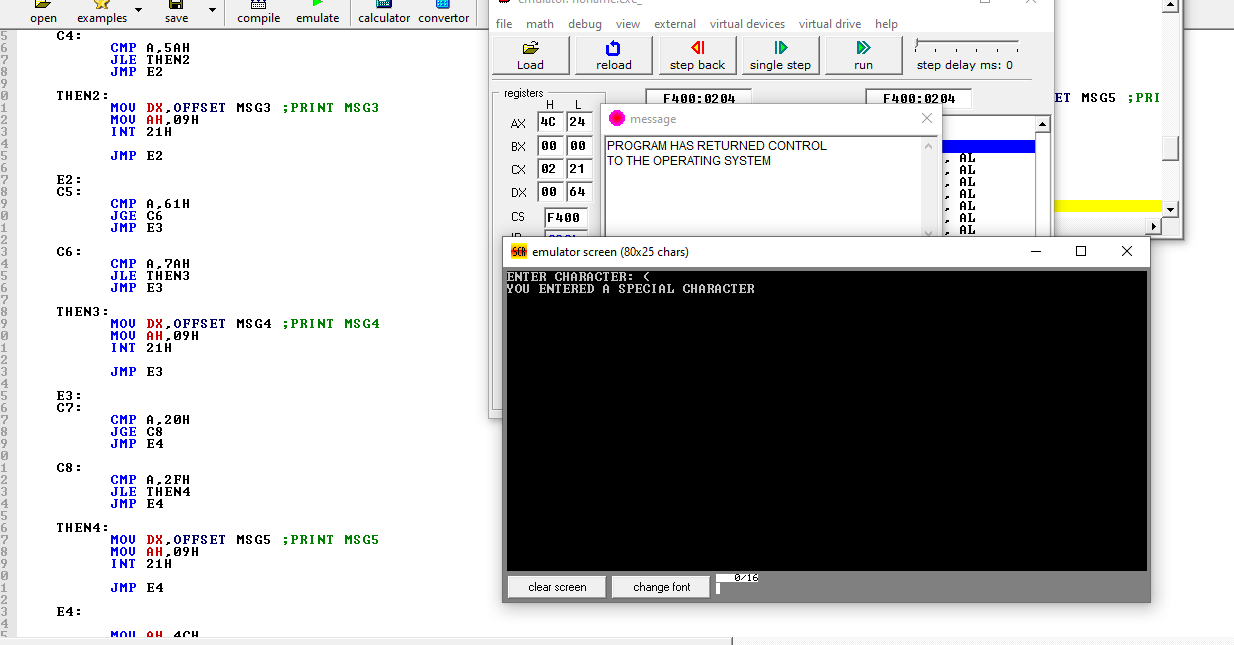 open examples save compile emulate calculator convertor
C4:
CMP A,5AH
JLE THEN2
JMP E2
THEN2:
MOV DX,OFFSET MSG3 ;PRINT MSG3
MOV AH,09H
INT 21H
JMP E2
E2:
C5:
CMP A,61H
JGE C6
JMP E3
C6:
CMP A,7AH
JLE THEN3
JMP E3
THEN3:
MOV DX,OFFSET MSG4 ;PRINT MSG4
MOV AH,09H
INT 21H
JMP E3
E3:
C7:
CMP A,20H
JGE C8
JMP E4
C8:
CMP A,2FH
JLE THEN4
JMP E4
THEN4:
MOV DX,OFFSET MSG5 ;PRINT MSG5
MOV AH,09H
INT 21H
JMP E4
E4:
MOV AH,4CH
emulator: noname.exe_
file math debug view external virtual devices virtual drive help
Load reload step back single step run step delay ms: 0
registers
F400:0204 F400:0204
H L
AX 4C 24
BX 00 00
CX 02 21
DX 00 64
CS F400
ET MSG5 ;PRI
, AL
, AL
, AL
, AL
, AL
, AL
, AL
message
PROGRAM HAS RETURNED CONTROL
TO THE OPERATING SYSTEM
emulator screen (80x25 chars)
ENTER CHARACTER: (
YOU ENTERED A SPECIAL CHARACTER
clear screen change font 0/16